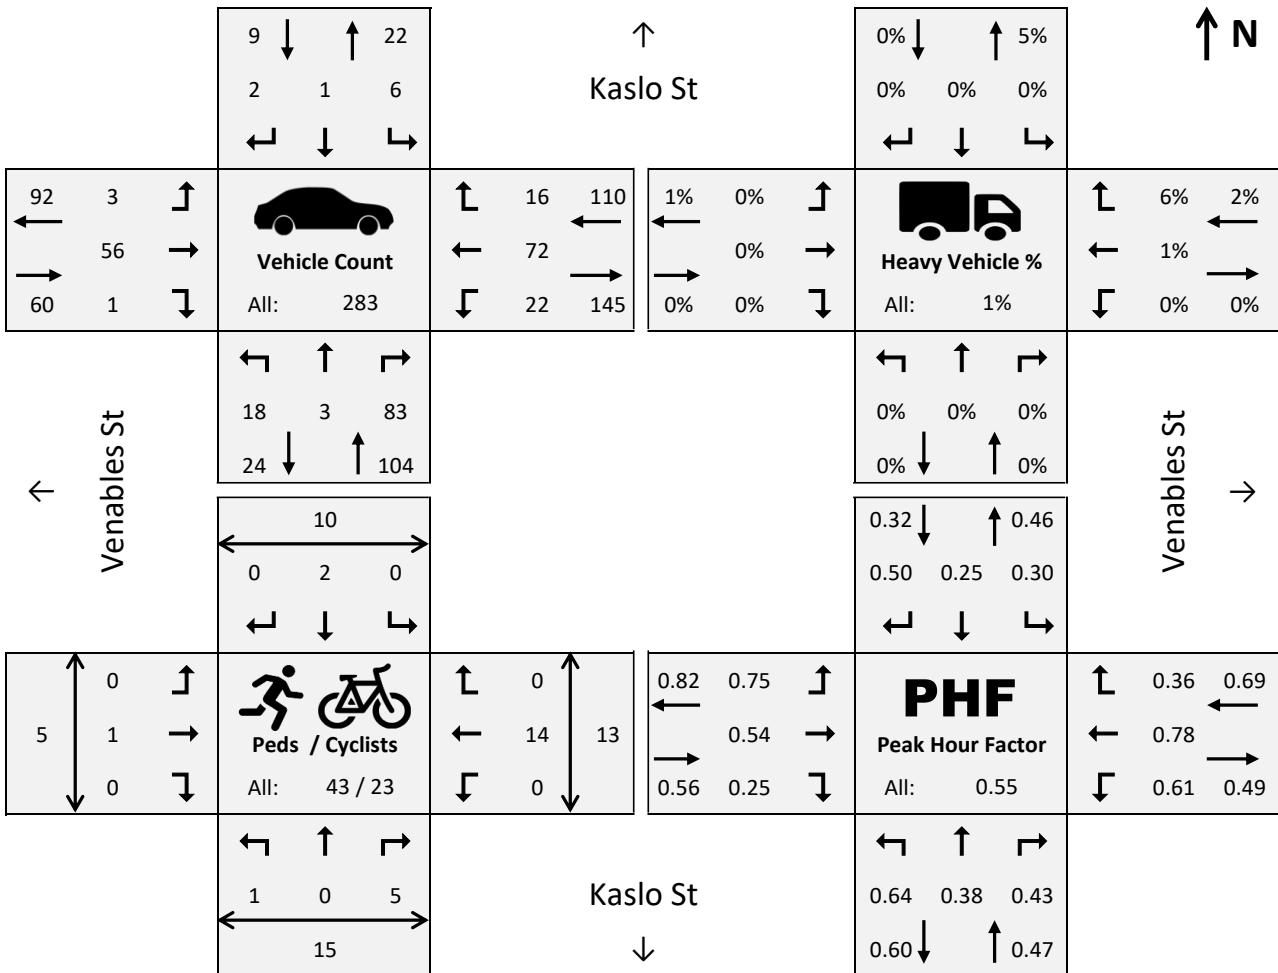 9 22 0% 5% N
2 1 6 Kaslo St 0% 0% 0%
92 3 16 110 1% 0% 6% 2%
56 72 0% 1%
Vehicle Count Heavy Vehicle %
60 1 All: 283 22 145 0% 0% All: 1% 0% 0%
18 3 83 0% 0% 0%
24 104 0% 0%
Venables St Venables St
10 0.32 0.46
0 2 0 0.50 0.25 0.30
0 0 0.82 0.75 PHF 0.36 0.69
5 1 Peds / Cyclists 14 13 0.54 Peak Hour Factor 0.78
0 All: 43 / 23 0 0.56 0.25 All: 0.55 0.61 0.49
1 0 5 Kaslo St 0.64 0.38 0.43
15 0.60 0.47